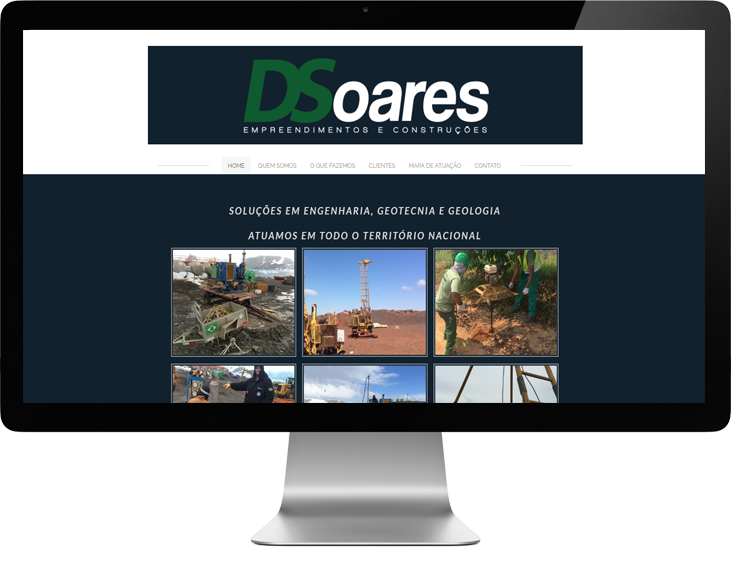 DSoares
EMPREENDIMENTOS E CONSTRUÇÕES
HOME QUEM SOMOS O QUE FAZEMOS CLIENTES MAPA DE ATUAÇÃO CONTATO
SOLUÇÕES EM ENGENHARIA, GEOTECNIA E GEOLOGIA
ATUAMOS EM TODO O TERRITÓRIO NACIONAL